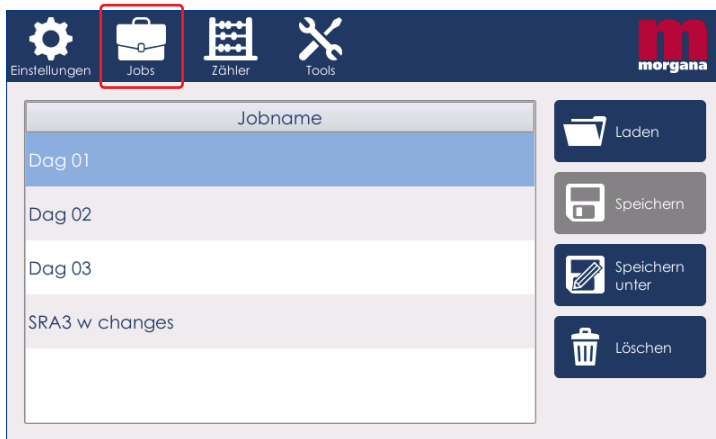 Einstellungen Jobs Zähler Tools
morgana
Jobname
Dag 01
Dag 02
Dag 03
SRA3 w changes
Laden
Speichern
Speichern
unter
Löschen